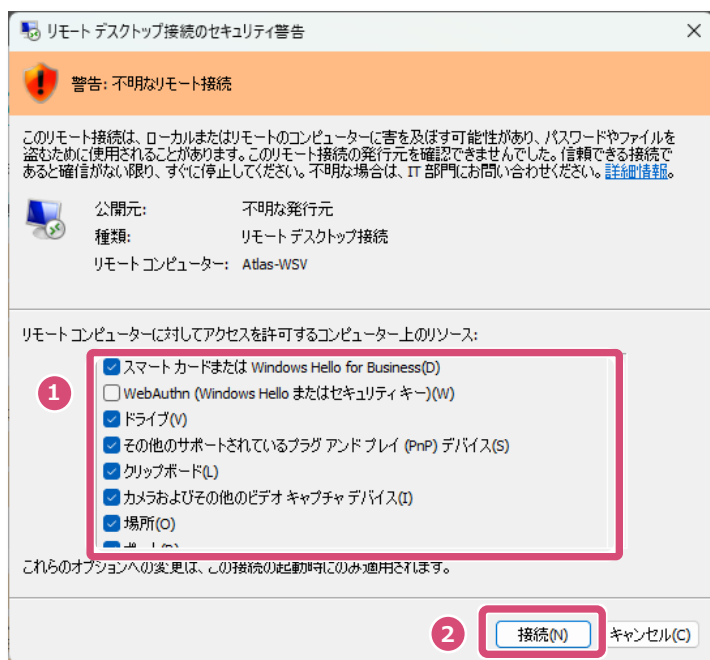 リモート デスクトップ接続のセキュリティ警告
警告: 不明なリモート接続
このリモート接続は、ローカルまたはリモートのコンピューターに害を及ぼす可能性があり、パスワードやファイルを
盗むために使用されることがあります。このリモート接続の発行元を確認できませんでした。信頼できる接続で
あると確信がない限り、すぐに停止してください。不明な場合は、IT 部門にお問い合わせください。詳細情報。
公開元: 不明な発行元
種類: リモート デスクトップ接続
リモート コンピューター: Atlas-WSV
リモート コンピューターに対してアクセスを許可するコンピューター上のリソース:
スマート カードまたは Windows Hello for Business(D)
1
WebAuthn (Windows Hello またはセキュリティ キー)(W)
ドライブ(V)
その他のサポートされているプラグ アンド プレイ (PnP) デバイス(S)
クリップボード(L)
カメラおよびその他のビデオ キャプチャ デバイス(I)
場所(O)
これらのオプションへの変更は、この接続の起動時にのみ適用されます。
2
接続(N) キャンセル(C)